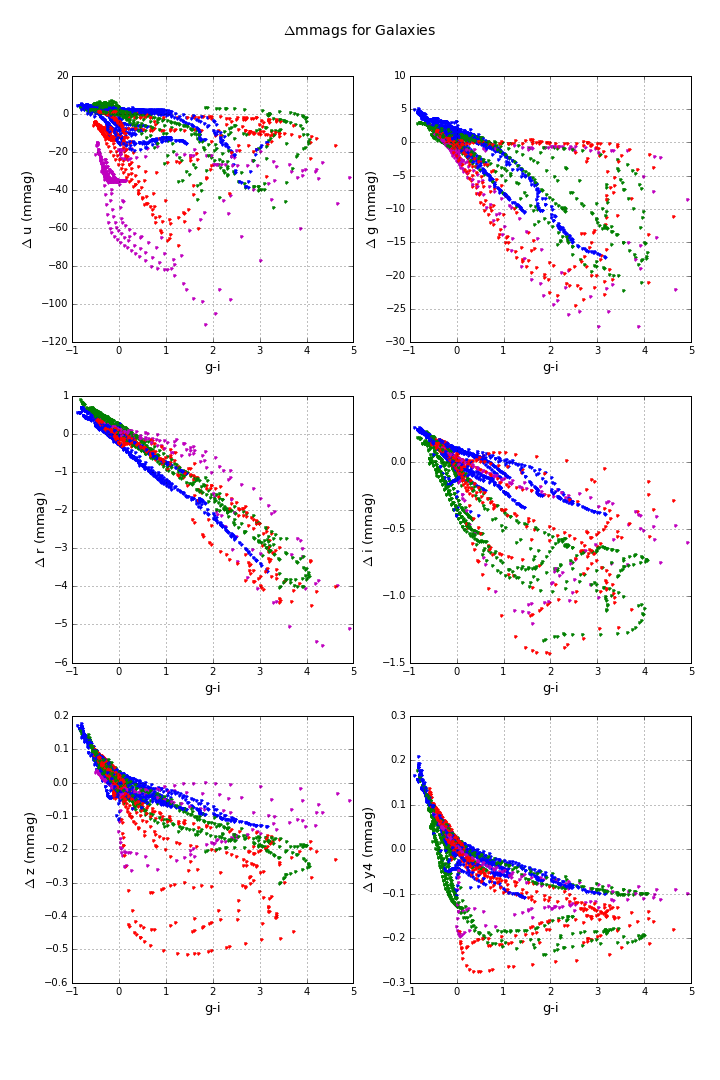 Δmmags for Galaxies
20
0
−20
−40
−60
−80
−100
−120
Δ u (mmag)
−1 0 1 2 3 4 5
g-i
10
5
0
−5
−10
−15
−20
−25
−30
Δ g (mmag)
−1 0 1 2 3 4 5
g-i
1
0
−1
−2
−3
−4
−5
−6
Δ r (mmag)
−1 0 1 2 3 4 5
g-i
0.5
0.0
−0.5
−1.0
−1.5
Δ i (mmag)
−1 0 1 2 3 4 5
g-i
0.2
0.1
0.0
−0.1
−0.2
−0.3
−0.4
−0.5
−0.6
Δ z (mmag)
−1 0 1 2 3 4 5
g-i
0.3
0.2
0.1
0.0
−0.1
−0.2
−0.3
Δ y4 (mmag)
−1 0 1 2 3 4 5
g-i